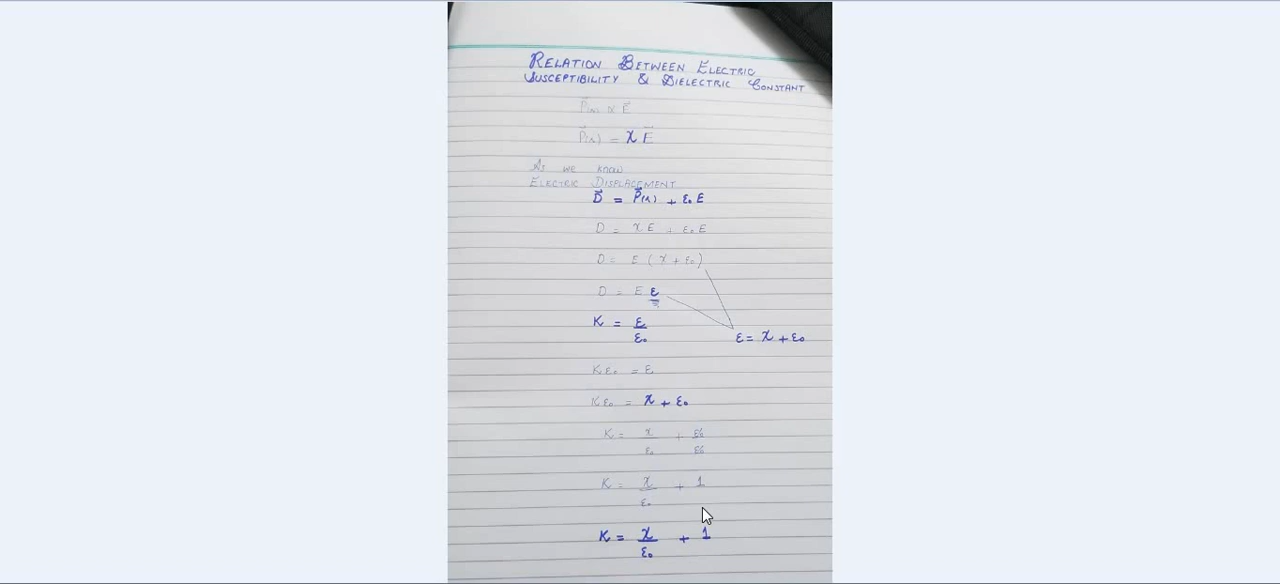 RELATION BETWEEN ELECTRIC
SUSCEPTIBILITY & DIELECTRIC CONSTANT
P⃗(x) ∝ E⃗
P⃗(x) = χ E⃗
AS WE KNOW
ELECTRIC DISPLACEMENT
D⃗ = P⃗(x) + ε₀ E
D = χ E + ε₀ E
D = E ( χ + ε₀ )
D = E ε
K = ε / ε₀
ε = χ + ε₀
K ε₀ = ε
K ε₀ = χ + ε₀
K = χ / ε₀ + ε₀ / ε₀
K = χ / ε₀ + 1
K = χ / ε₀ + 1